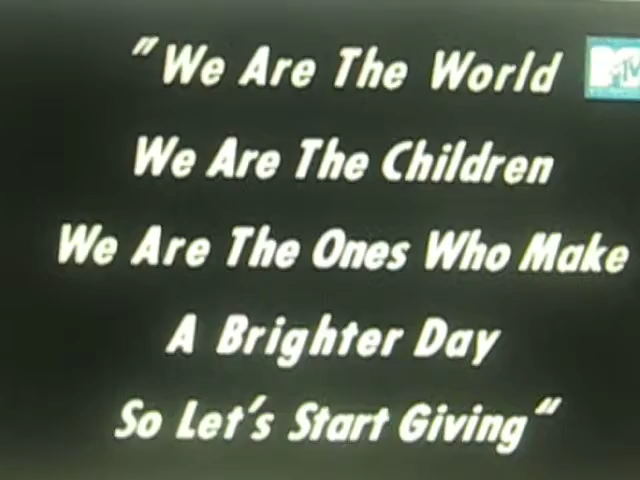 "We Are The World
MTV
We Are The Children
We Are The Ones Who Make
A Brighter Day
So Let's Start Giving"